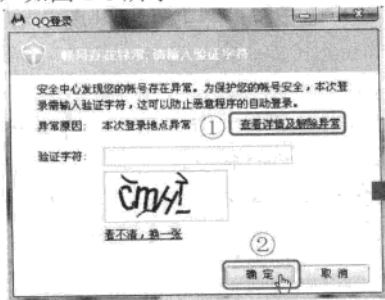 QQ登录
帐号存在异常,请输入验证字符
安全中心发现您的帐号存在异常。为保护您的帐号安全,本次登
录需输入验证字符,这可以防止恶意程序的自动登录。
异常原因: 本次登录地点异常 ① 查看详情及解除异常
验证字符:
看不清,换一张
②
确定 取消